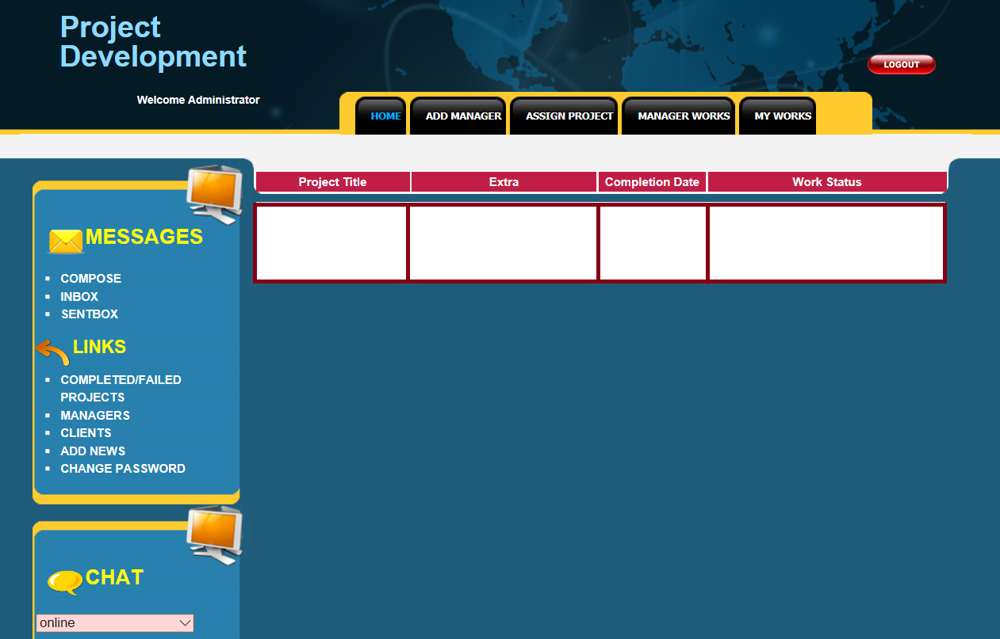 Project
Development
LOGOUT
Welcome Administrator
HOME ADD MANAGER ASSIGN PROJECT MANAGER WORKS MY WORKS
Project Title Extra Completion Date Work Status
MESSAGES
COMPOSE
INBOX
SENTBOX
LINKS
COMPLETED/FAILED
PROJECTS
MANAGERS
CLIENTS
ADD NEWS
CHANGE PASSWORD
CHAT
online